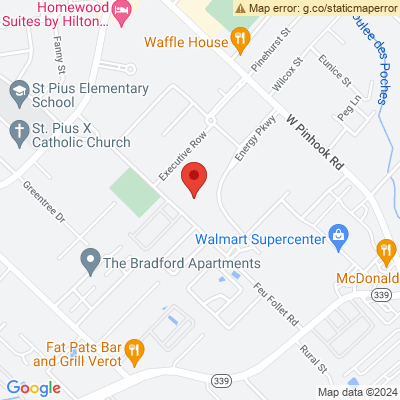 Homewood
Suites by Hilton...
Map error: g.co/staticmaperror
Waffle House
Pinehurst St
Wilcox St
Eunice St
Peg Ln
Fanny St
St Pius Elementary
School
St. Pius X
Catholic Church
Executive Row
Energy Pkwy
W Pinhook Rd
Greentree Dr
Walmart Supercenter
The Bradford Apartments
McDonald
339
Feu Follet Rd
Rural St
Fat Pats Bar
and Grill Verot
339
Google
Map data ©2024